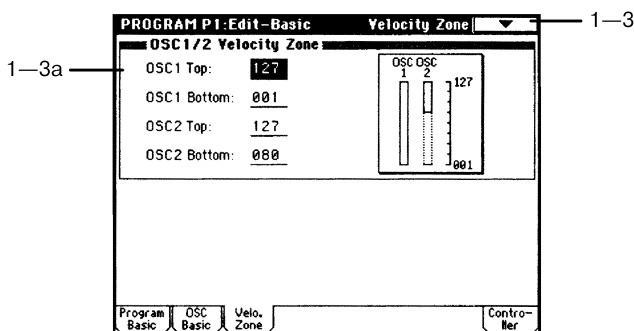 PROGRAM P1:Edit-Basic Velocity Zone
1—3
OSC1/2 Velocity Zone
1—3a
OSC1 Top: 127
OSC1 Bottom: 001
OSC2 Top: 127
OSC2 Bottom: 080
OSC OSC
1 2
127
001
Program Basic
OSC Basic
Velo. Zone
Contro-
ller